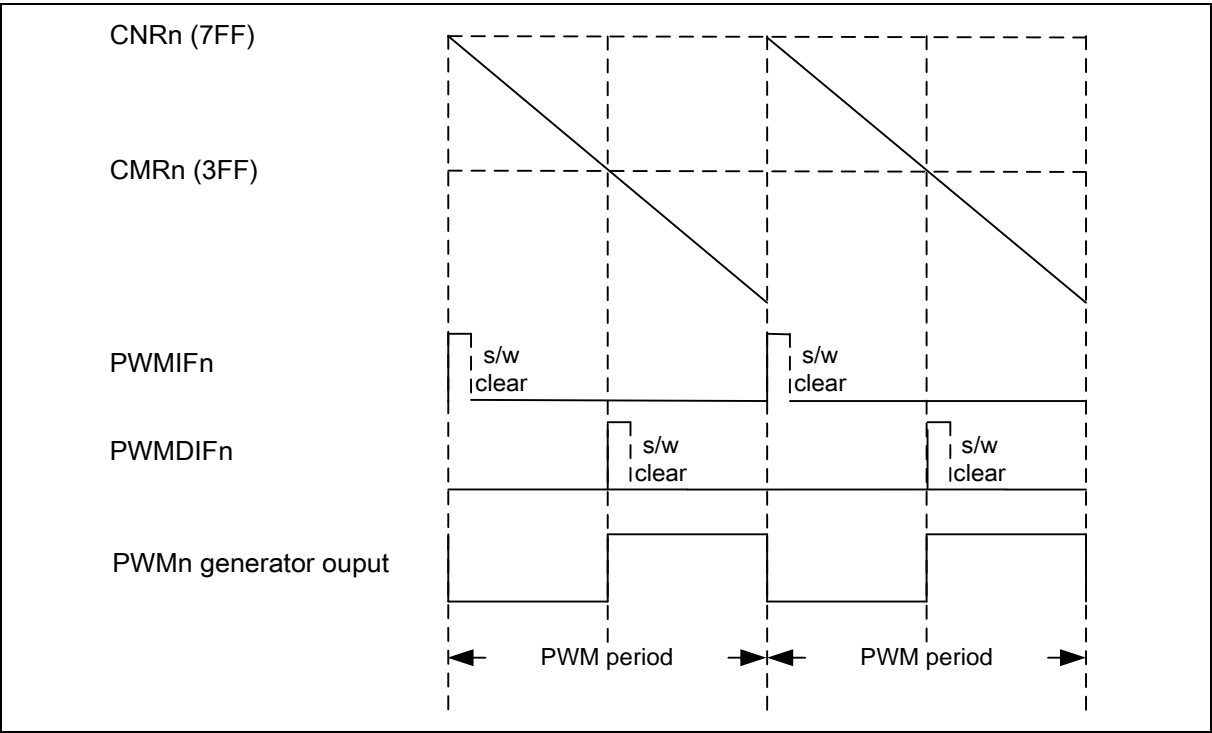 CNRn (7FF)
CMRn (3FF)
PWMIFn
s/w
clear
s/w
clear
PWMDIFn
s/w
clear
s/w
clear
PWMn generator ouput
PWM period
PWM period